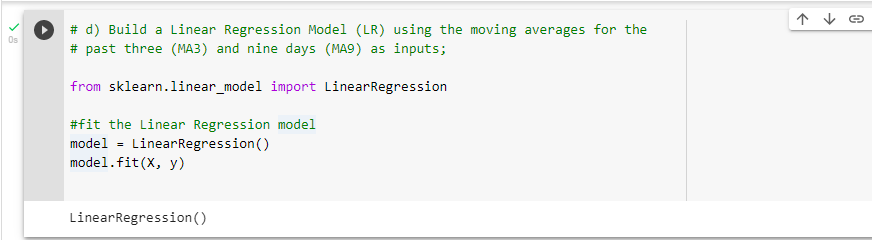 # d) Build a Linear Regression Model (LR) using the moving averages for the
# past three (MA3) and nine days (MA9) as inputs;
from sklearn.linear_model import LinearRegression
#fit the Linear Regression model
model = LinearRegression()
model.fit(X, y)
LinearRegression()
0s